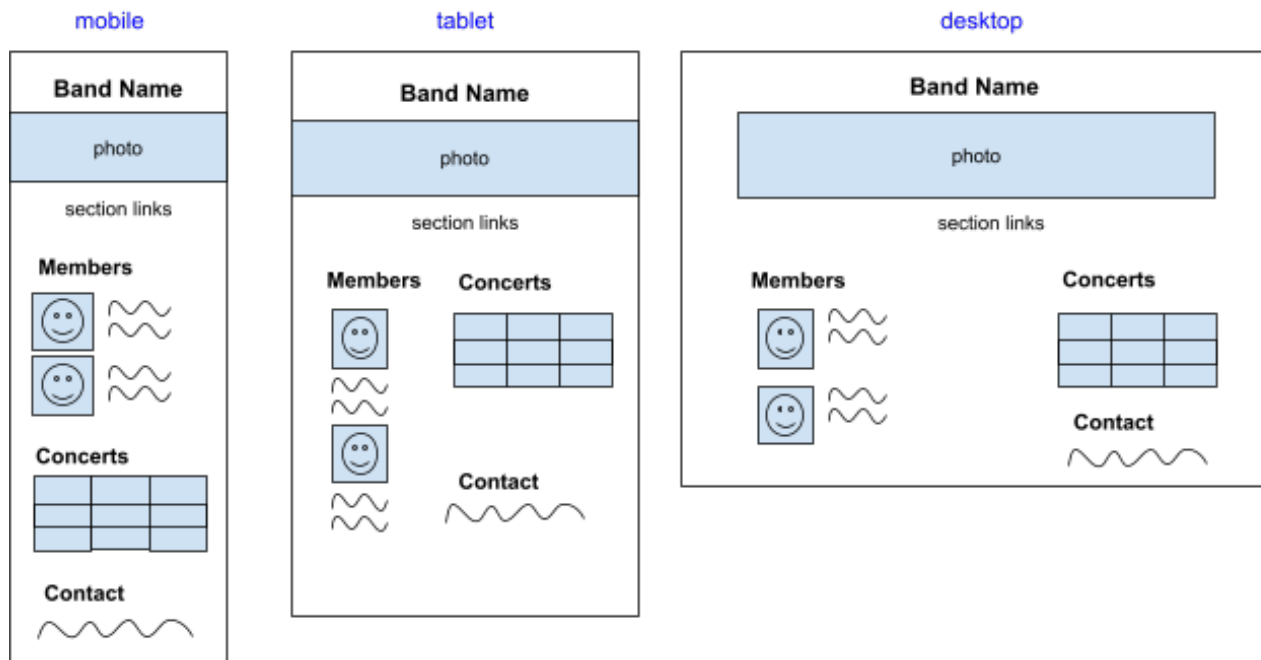 mobile
Band Name
photo
section links
Members
Concerts
Contact
tablet
Band Name
photo
section links
Members
Concerts
Contact
desktop
Band Name
photo
section links
Members
Concerts
Contact